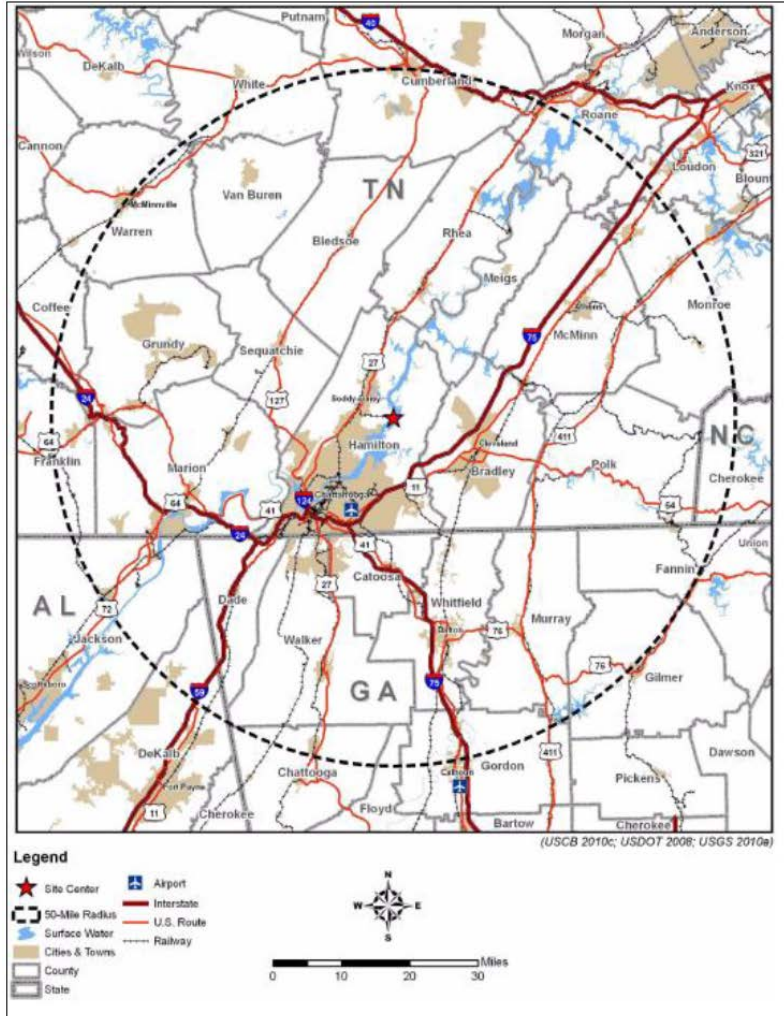 Putnam
40
Morgan
Anderson
Wilson
DeKalb
White
Cumberland
Knox
Roane
Cannon
321
Loudon
Blount
Van Buren
TN
McMinnville
Warren
Bledsoe
Rhea
Meigs
Monroe
Coffee
Athens
McMinn
75
Grundy
Sequatchie
27
24
127
Soddy-Daisy
Hamilton
Cleveland
411
NC
64
Franklin
Marion
Bradley
Polk
Cherokee
11
64
124
Chattanooga
41
64
24
41
Union
Catoosa
Fannin
AL
72
Dade
27
Whitfield
Murray
Jackson
Walker
Dalton
76
76
Scottsboro
59
GA
75
Gilmer
DeKalb
411
Dawson
Chattooga
Calhoun
Gordon
Pickens
Fort Payne
11
Cherokee
Floyd
Bartow
Cherokee
(USCB 2010c; USDOT 2008; USGS 2010a)
Legend
Site Center
Airport
50-Mile Radius
Interstate
Surface Water
U.S. Route
Cities & Towns
Railway
County
State
N
W E
S
Miles
0 10 20 30